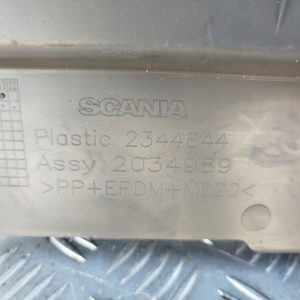 SCANIA
Plastic 2344644
Assy 2034989
>PP+EPDM+MD20<